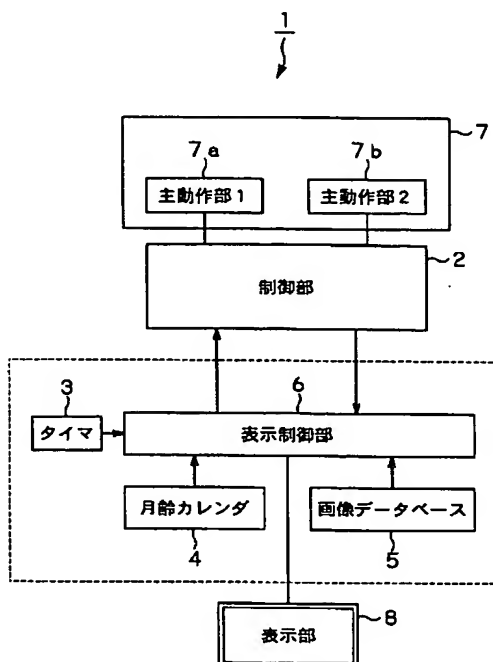 1
7
7a 7b
主動作部1 主動作部2
2
制御部
6
3
タイマ 表示制御部
月齢カレンダ 画像データベース
4 5
8
表示部